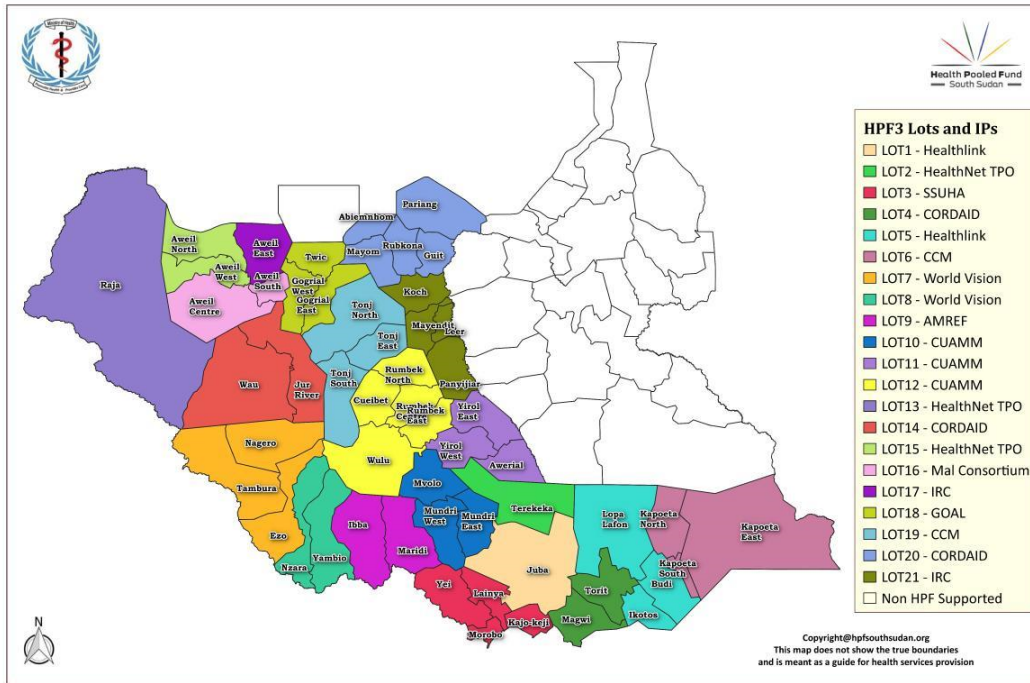 Ministry of Health
Health Pooled Fund
South Sudan
HPF3 Lots and IPs
LOT1 - Healthlink
LOT2 - HealthNet TPO
LOT3 - SSUHA
LOT4 - CORDAID
LOT5 - Healthlink
LOT6 - CCM
LOT7 - World Vision
LOT8 - World Vision
LOT9 - AMREF
LOT10 - CUAMM
LOT11 - CUAMM
LOT12 - CUAMM
LOT13 - HealthNet TPO
LOT14 - CORDAID
LOT15 - HealthNet TPO
LOT16 - Mal Consortium
LOT17 - IRC
LOT18 - GOAL
LOT19 - CCM
LOT20 - CORDAID
LOT21 - IRC
Non HPF Supported
Pariang
Abiemnhom
Rubkona
Mayom
Guit
Aweil
North
Aweil
East
Twic
Aweil
West
Aweil
South
Gogrial
West
Gogrial
East
Raja
Aweil
Centre
Koch
Tonj
North
Mayendit
Leer
Tonj
East
Tonj
South
Rumbek
North
Panyijiar
Wau
Jur
River
Cueibet
Rumbek
Centre
Rumbek
East
Yirol
East
Nagero
Wulu
Yirol
West
Awerial
Tambura
Mvolo
Terekeka
Ezo
Ibba
Mundri
West
Mundri
East
Lopa
Lafon
Kapoeta
North
Kapoeta
East
Nzara
Yambio
Maridi
Juba
Kapoeta
South
Budi
Yei
Lainya
Torit
Ikotos
Morobo
Kajo-keji
Magwi
N
Copyright@hpfsouthsudan.org
This map does not show the true boundaries
and is meant as a guide for health services provision